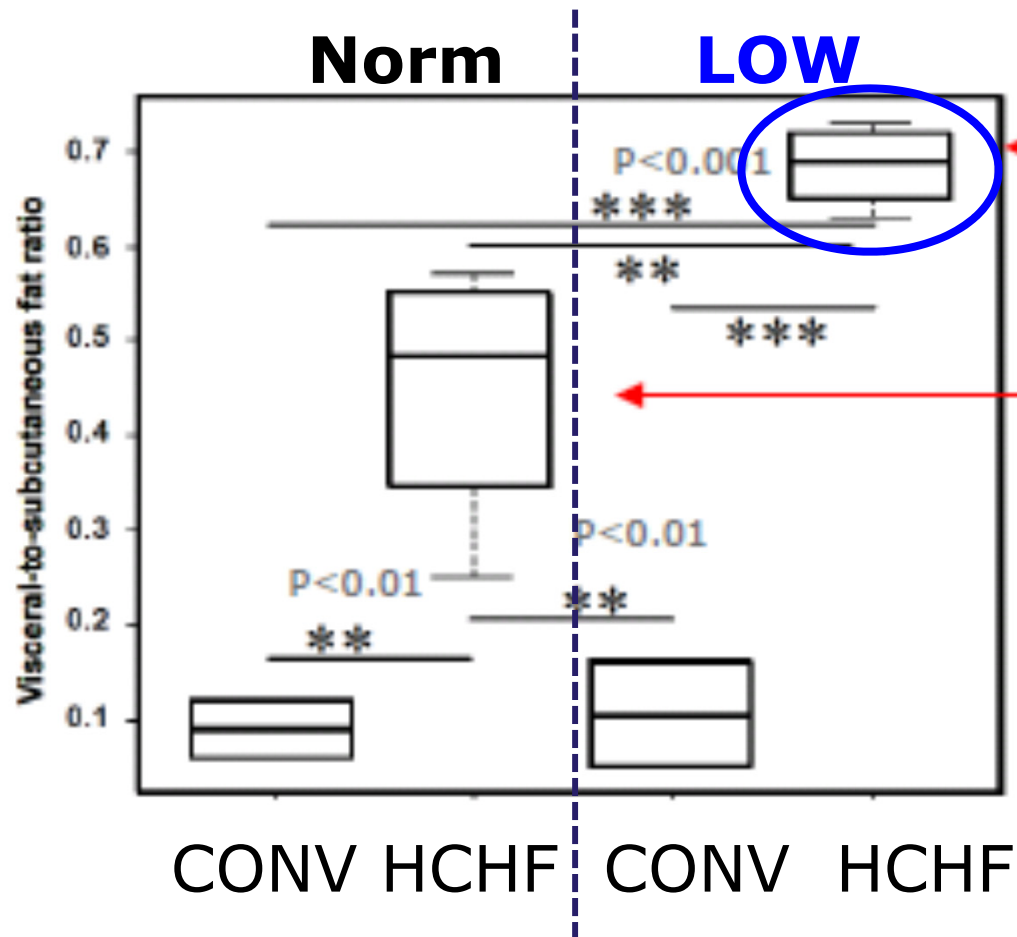 Norm LOW
Visceral-to-subcutaneous fat ratio
0.7
0.6
0.5
0.4
0.3
0.2
0.1
P<0.001
***
**
***
P<0.01
**
P<0.01
**
CONV HCHF CONV HCHF